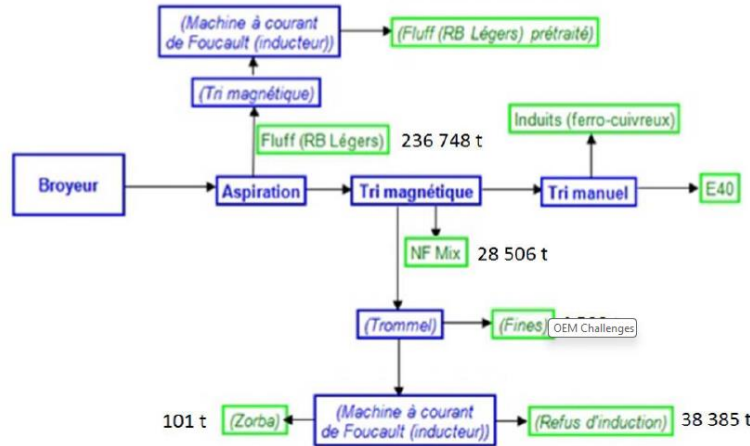 (Machine à courant
de Foucault (inducteur))
(Fluff (RB Légers) prétraité)
(Tri magnétique)
Fluff (RB Légers)
236 748 t
Induits (ferro-cuivreux)
Broyeur
Aspiration
Tri magnétique
Tri manuel
E40
NF Mix
28 506 t
(Trommel)
(Fines)
OEM Challenges
101 t
(Zorba)
(Machine à courant
de Foucault (inducteur))
(Refus d'induction)
38 385 t